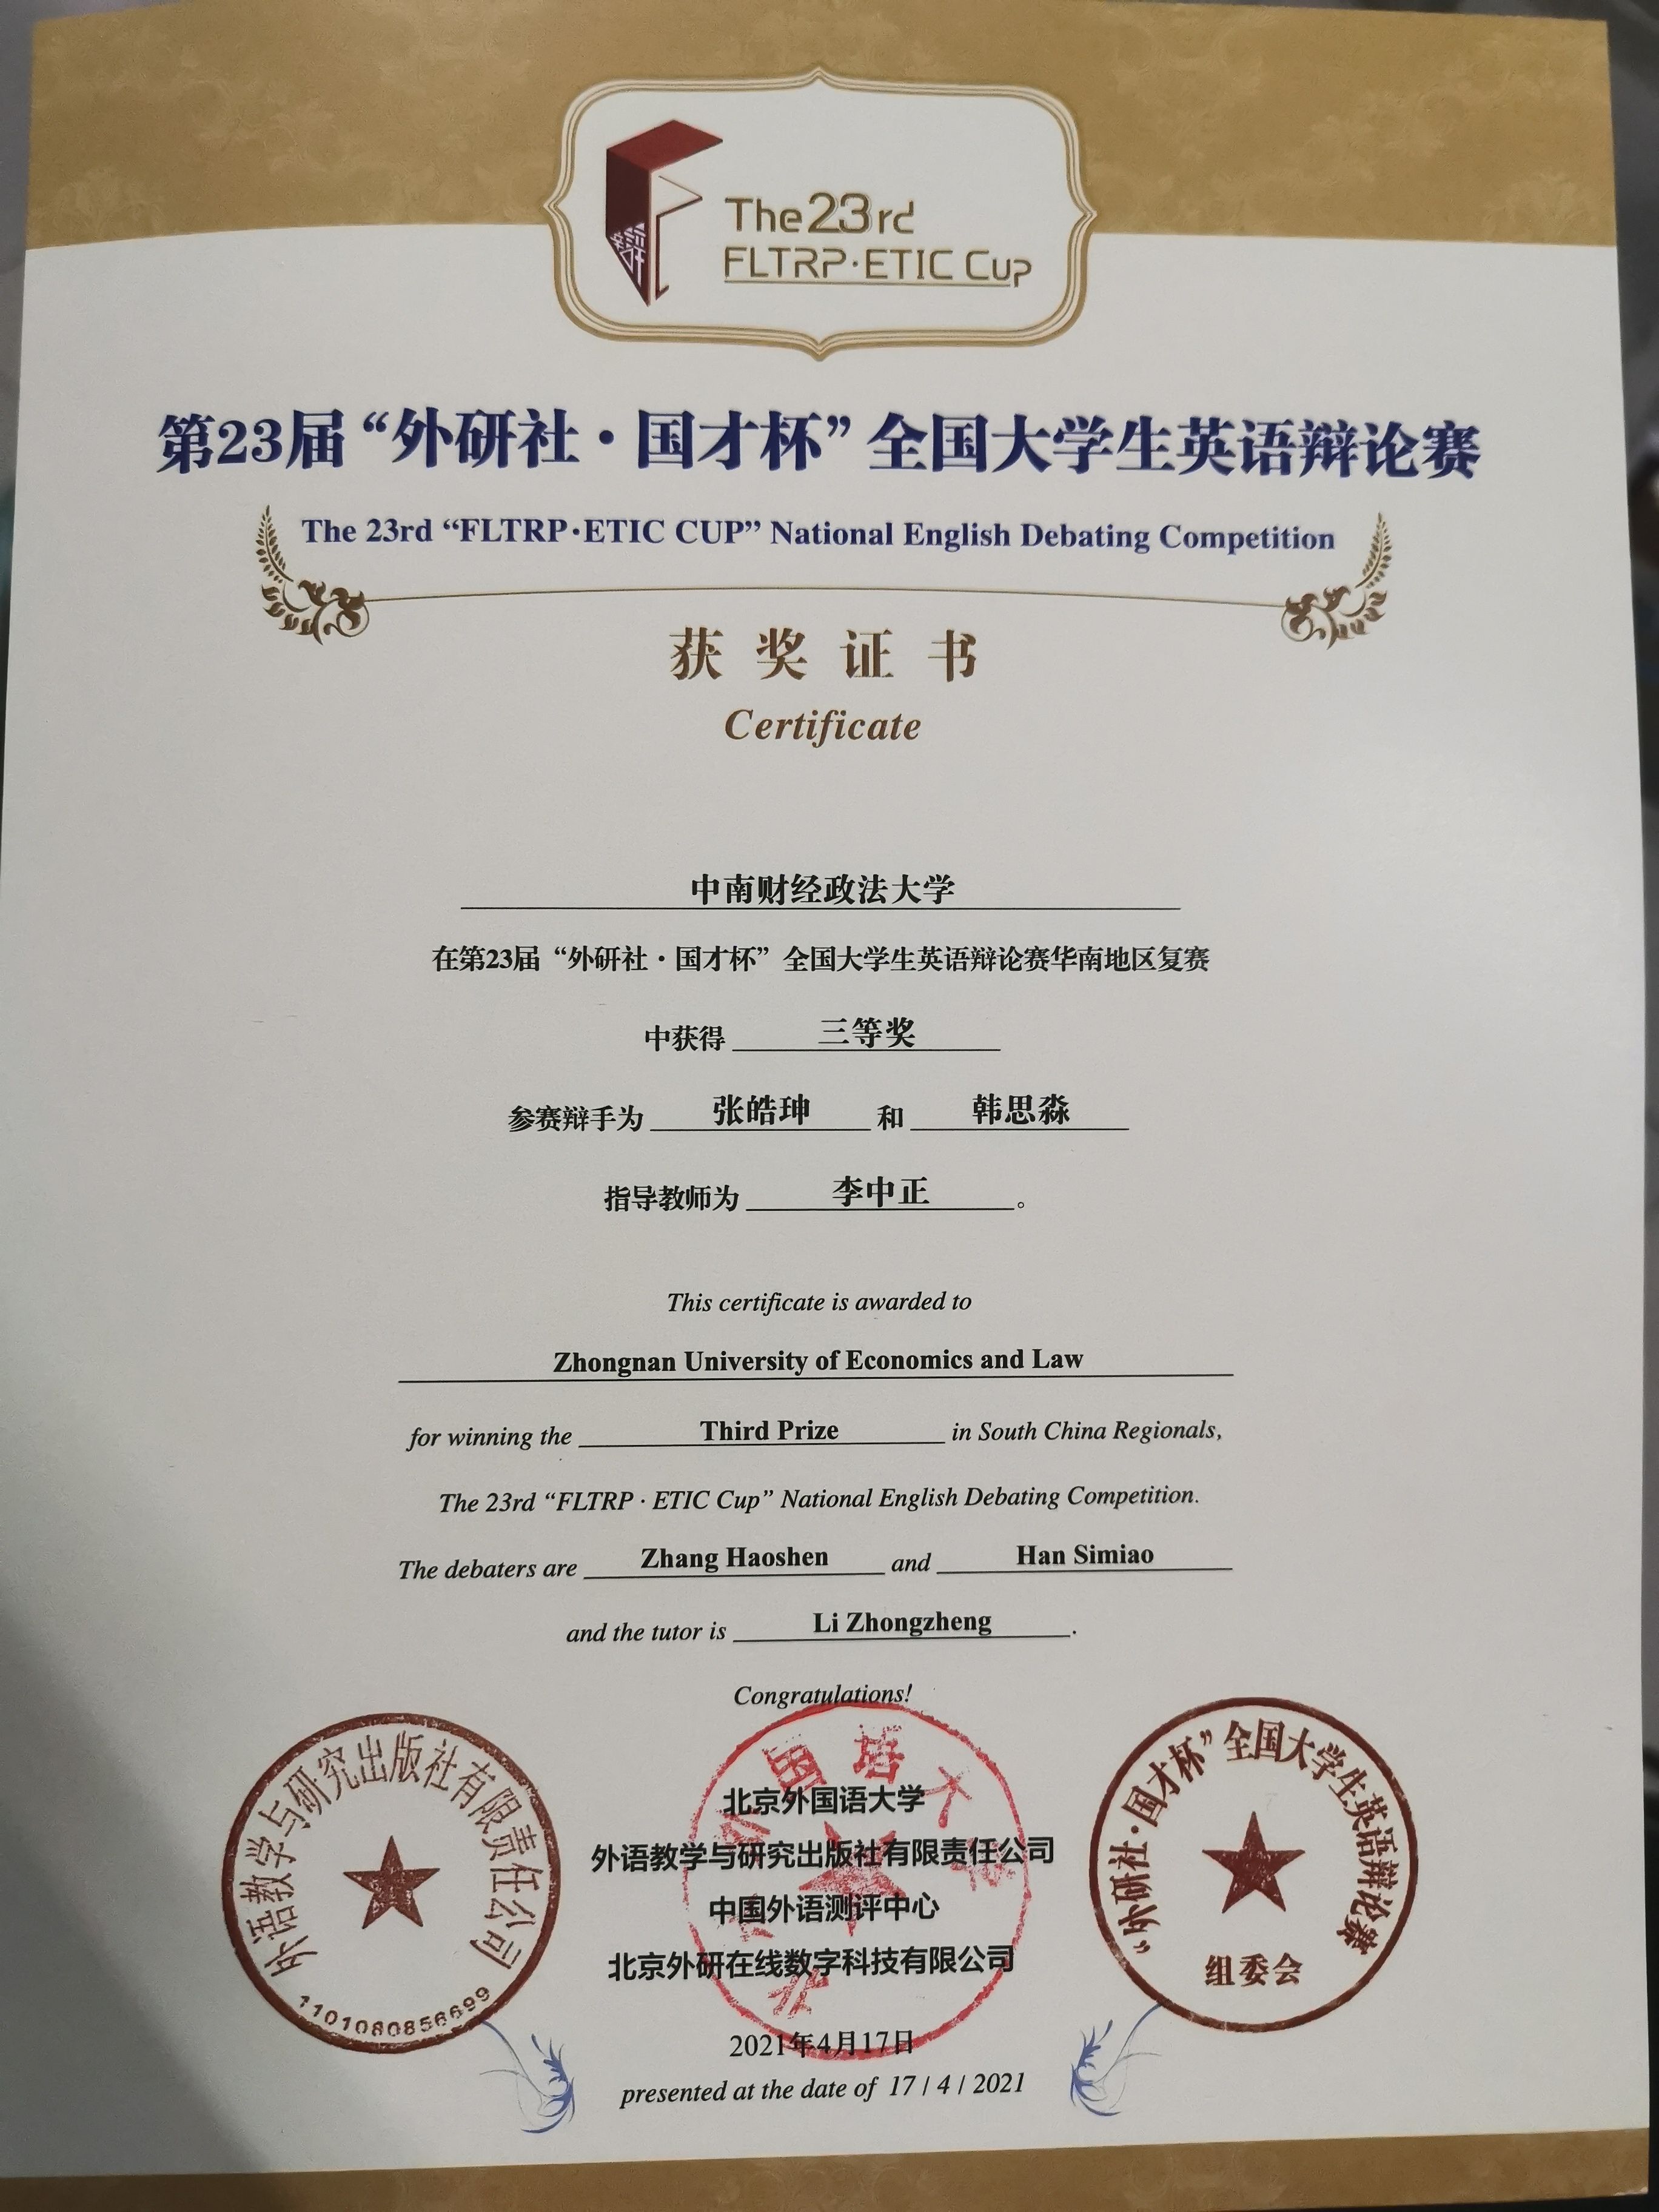 The 23rd
FLTRP·ETIC Cup
第23届“外研社·国才杯”全国大学生英语辩论赛
The 23rd “FLTRP·ETIC CUP” National English Debating Competition
获奖证书
Certificate
中南财经政法大学
在第23届“外研社·国才杯”全国大学生英语辩论赛华南地区复赛
中获得 三等奖
参赛辩手为 张皓珅 和 韩思淼
指导教师为 李中正 。
This certificate is awarded to
Zhongnan University of Economics and Law
for winning the Third Prize in South China Regionals,
The 23rd “FLTRP · ETIC Cup” National English Debating Competition.
The debaters are Zhang Haoshen and Han Simiao
and the tutor is Li Zhongzheng .
Congratulations!
外语教学与研究出版社有限责任公司
1101080856699
北京外国语大学
“外研社·国才杯”全国大学生英语辩论赛
组委会
北京外国语大学
外语教学与研究出版社有限责任公司
中国外语测评中心
北京外研在线数字科技有限公司
2021年4月17日
presented at the date of 17 / 4 / 2021